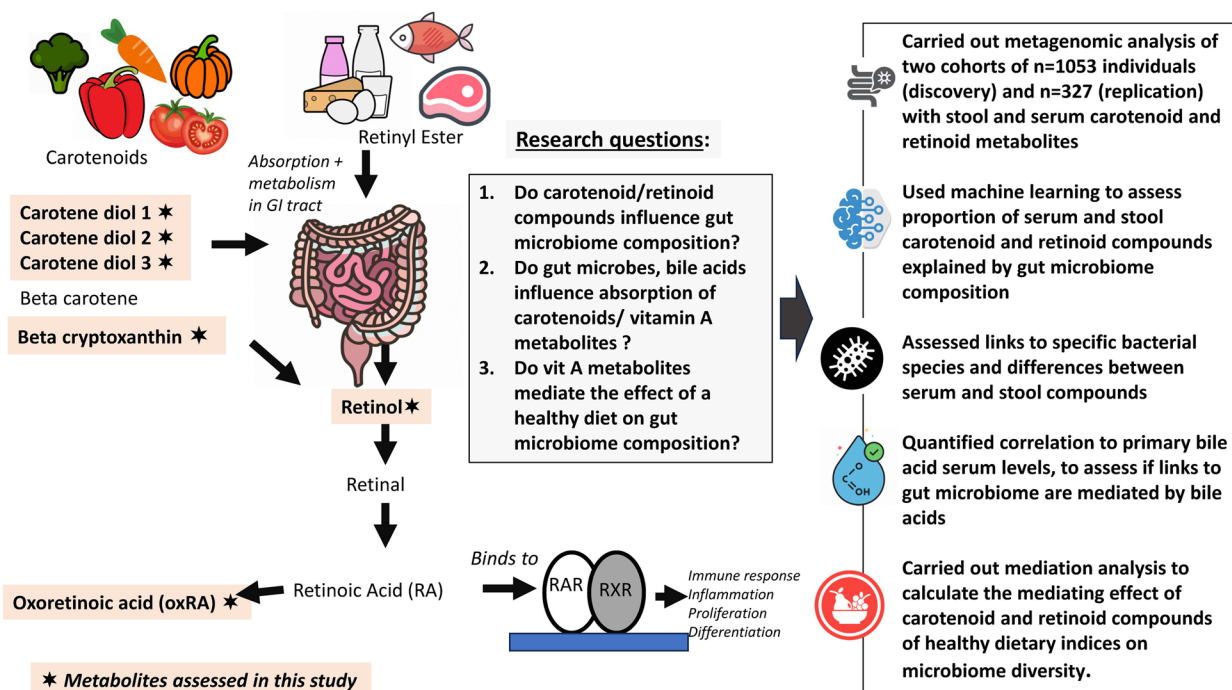 Carotenoids
Retinyl Ester
Absorption +
metabolism
in GI tract
Carotene diol 1 ✶
Carotene diol 2 ✶
Carotene diol 3 ✶
Beta carotene
Beta cryptoxanthin ✶
Retinol✶
Retinal
Retinoic Acid (RA)
Oxoretinoic acid (oxRA) ✶
Binds to
RAR
RXR
Immune response
Inflammation
Proliferation
Differentiation
✶ Metabolites assessed in this study
Research questions:
1. Do carotenoid/retinoid
compounds influence gut
microbiome composition?
2. Do gut microbes, bile acids
influence absorption of
carotenoids/ vitamin A
metabolites ?
3. Do vit A metabolites
mediate the effect of a
healthy diet on gut
microbiome composition?
Carried out metagenomic analysis of
two cohorts of n=1053 individuals
(discovery) and n=327 (replication)
with stool and serum carotenoid and
retinoid metabolites
Used machine learning to assess
proportion of serum and stool
carotenoid and retinoid compounds
explained by gut microbiome
composition
Assessed links to specific bacterial
species and differences between
serum and stool compounds
O
C
OH
Quantified correlation to primary bile
acid serum levels, to assess if links to
gut microbiome are mediated by bile
acids
Carried out mediation analysis to
calculate the mediating effect of
carotenoid and retinoid compounds
of healthy dietary indices on
microbiome diversity.